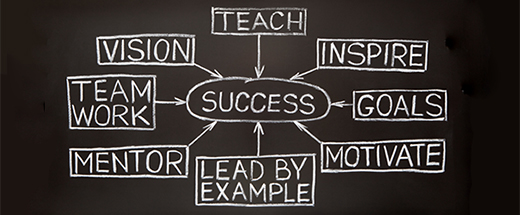 TEACH
VISION
INSPIRE
TEAM
WORK
SUCCESS
GOALS
MENTOR
LEAD BY
EXAMPLE
MOTIVATE